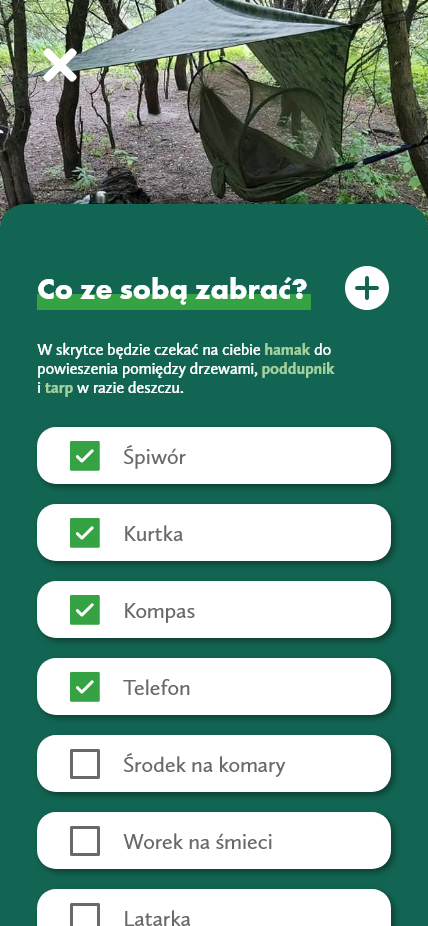 Co ze sobą zabrać?
W skrytce będzie czekać na ciebie hamak do
powieszenia pomiędzy drzewami, poddupnik
i tarp w razie deszczu.
Śpiwór
Kurtka
Kompas
Telefon
Środek na komary
Worek na śmieci
Latarka